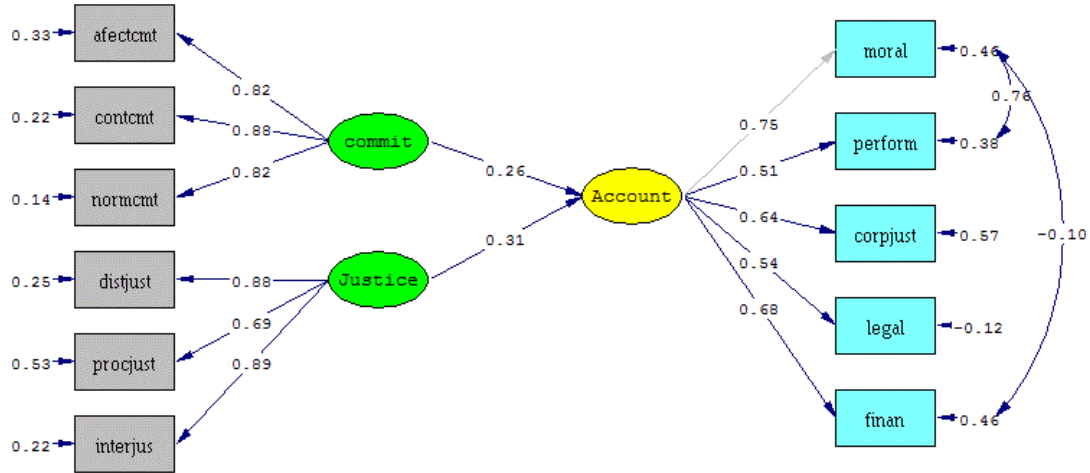 0.33 afectcmt
0.22 contcmt
0.14 normcmt
0.25 distjust
0.53 procjust
0.22 interjus
0.82
0.88
0.82
0.88
0.69
0.89
commit
Justice
0.26
0.31
Account
0.75
0.51
0.64
0.54
0.68
moral 0.46
0.76
perform 0.38
corpjust 0.57
-0.10
legal -0.12
finan 0.46